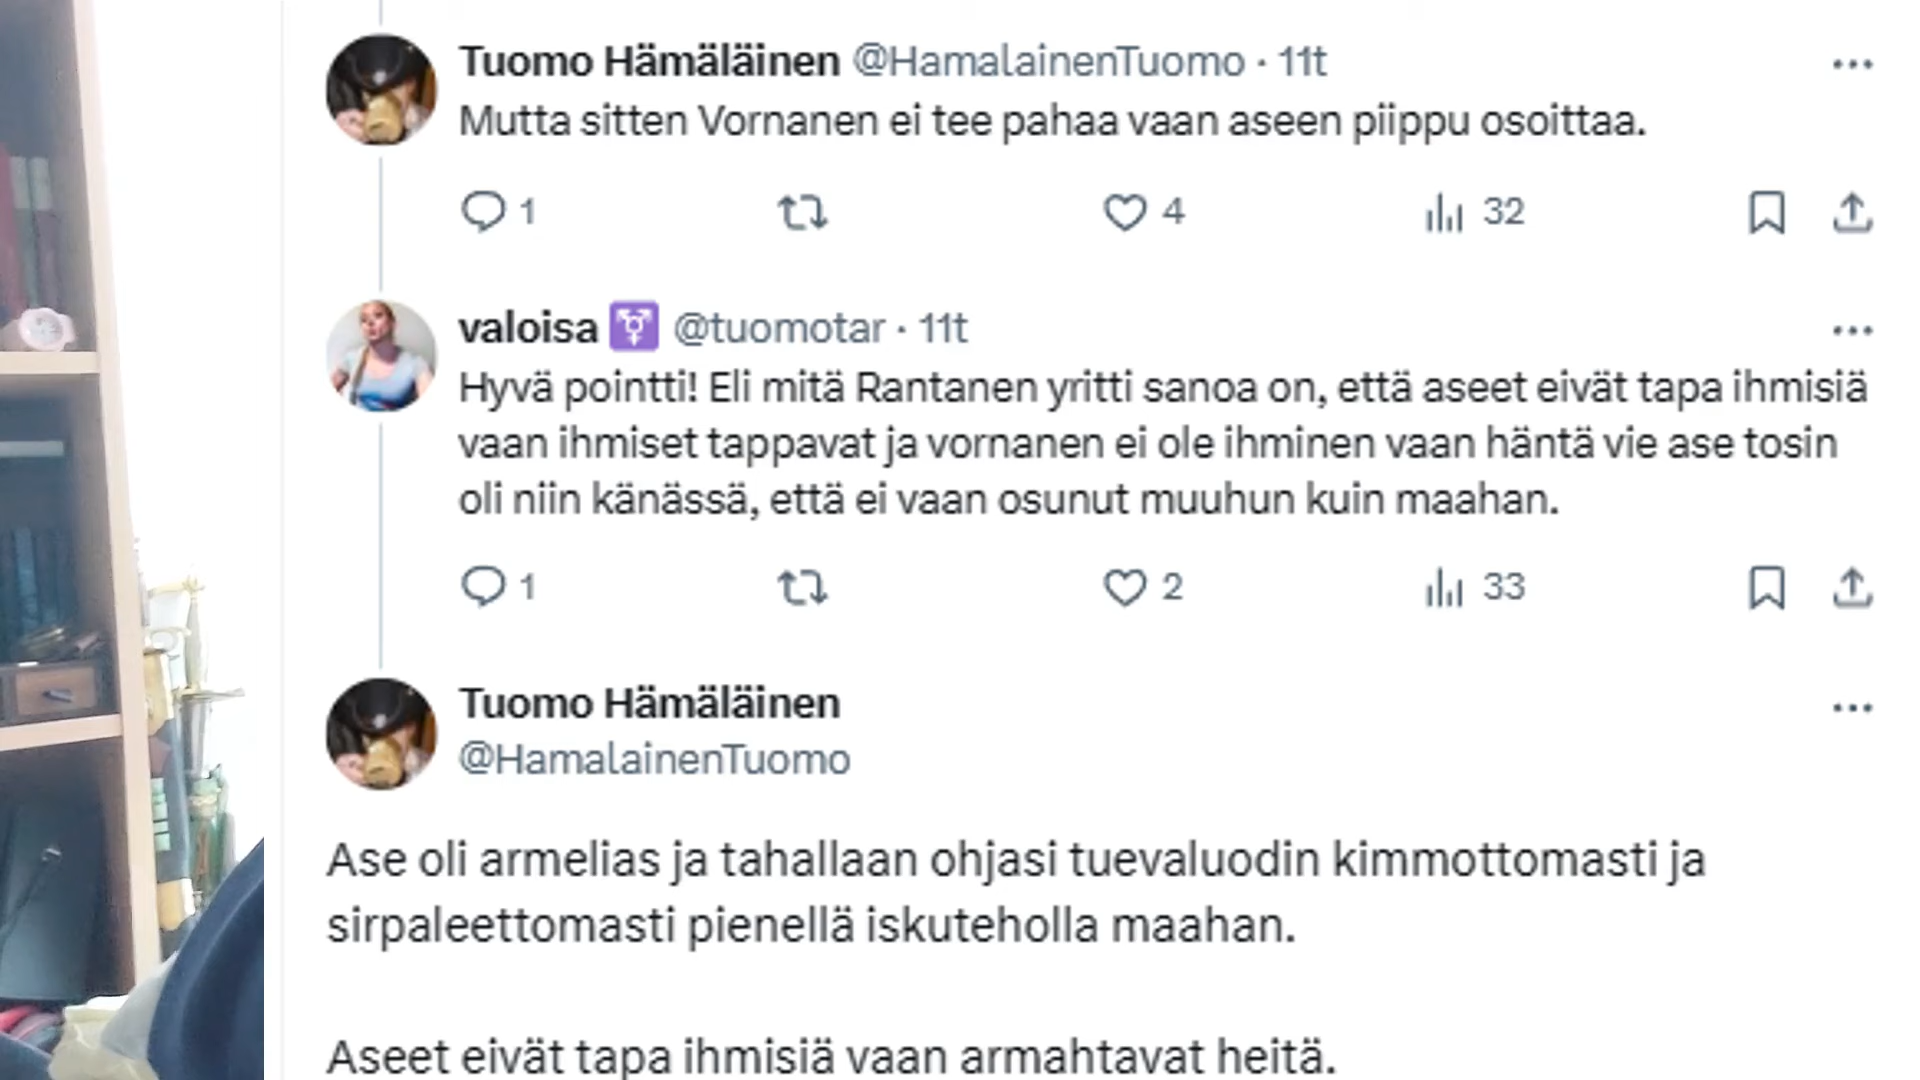 Tuomo Hämäläinen @HamalainenTuomo · 11t
Mutta sitten Vornanen ei tee pahaa vaan aseen piippu osoittaa.
1 4 32
valoisa ⚧ @tuomotar · 11t
Hyvä pointti! Eli mitä Rantanen yritti sanoa on, että aseet eivät tapa ihmisiä
vaan ihmiset tappavat ja vornanen ei ole ihminen vaan häntä vie ase tosin
oli niin känässä, että ei vaan osunut muuhun kuin maahan.
1 2 33
Tuomo Hämäläinen
@HamalainenTuomo
Ase oli armelias ja tahallaan ohjasi tuevaluodin kimmottomasti ja
sirpaleettomasti pienellä iskuteholla maahan.
Aseet eivät tapa ihmisiä vaan armahtavat heitä.